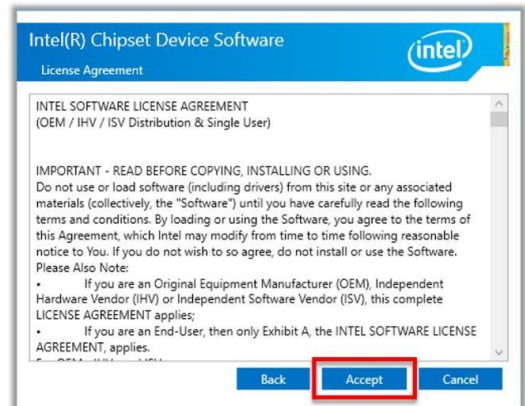 Intel(R) Chipset Device Software
intel
License Agreement
INTEL SOFTWARE LICENSE AGREEMENT
(OEM / IHV / ISV Distribution & Single User)
IMPORTANT - READ BEFORE COPYING, INSTALLING OR USING.
Do not use or load software (including drivers) from this site or any associated
materials (collectively, the "Software") until you have carefully read the following
terms and conditions. By loading or using the Software, you agree to the terms of
this Agreement, which Intel may modify from time to time following reasonable
notice to You. If you do not wish to so agree, do not install or use the Software.
Please Also Note:
• If you are an Original Equipment Manufacturer (OEM), Independent
Hardware Vendor (IHV) or Independent Software Vendor (ISV), this complete
LICENSE AGREEMENT applies;
• If you are an End-User, then only Exhibit A, the INTEL SOFTWARE LICENSE
AGREEMENT, applies.
Back Accept Cancel